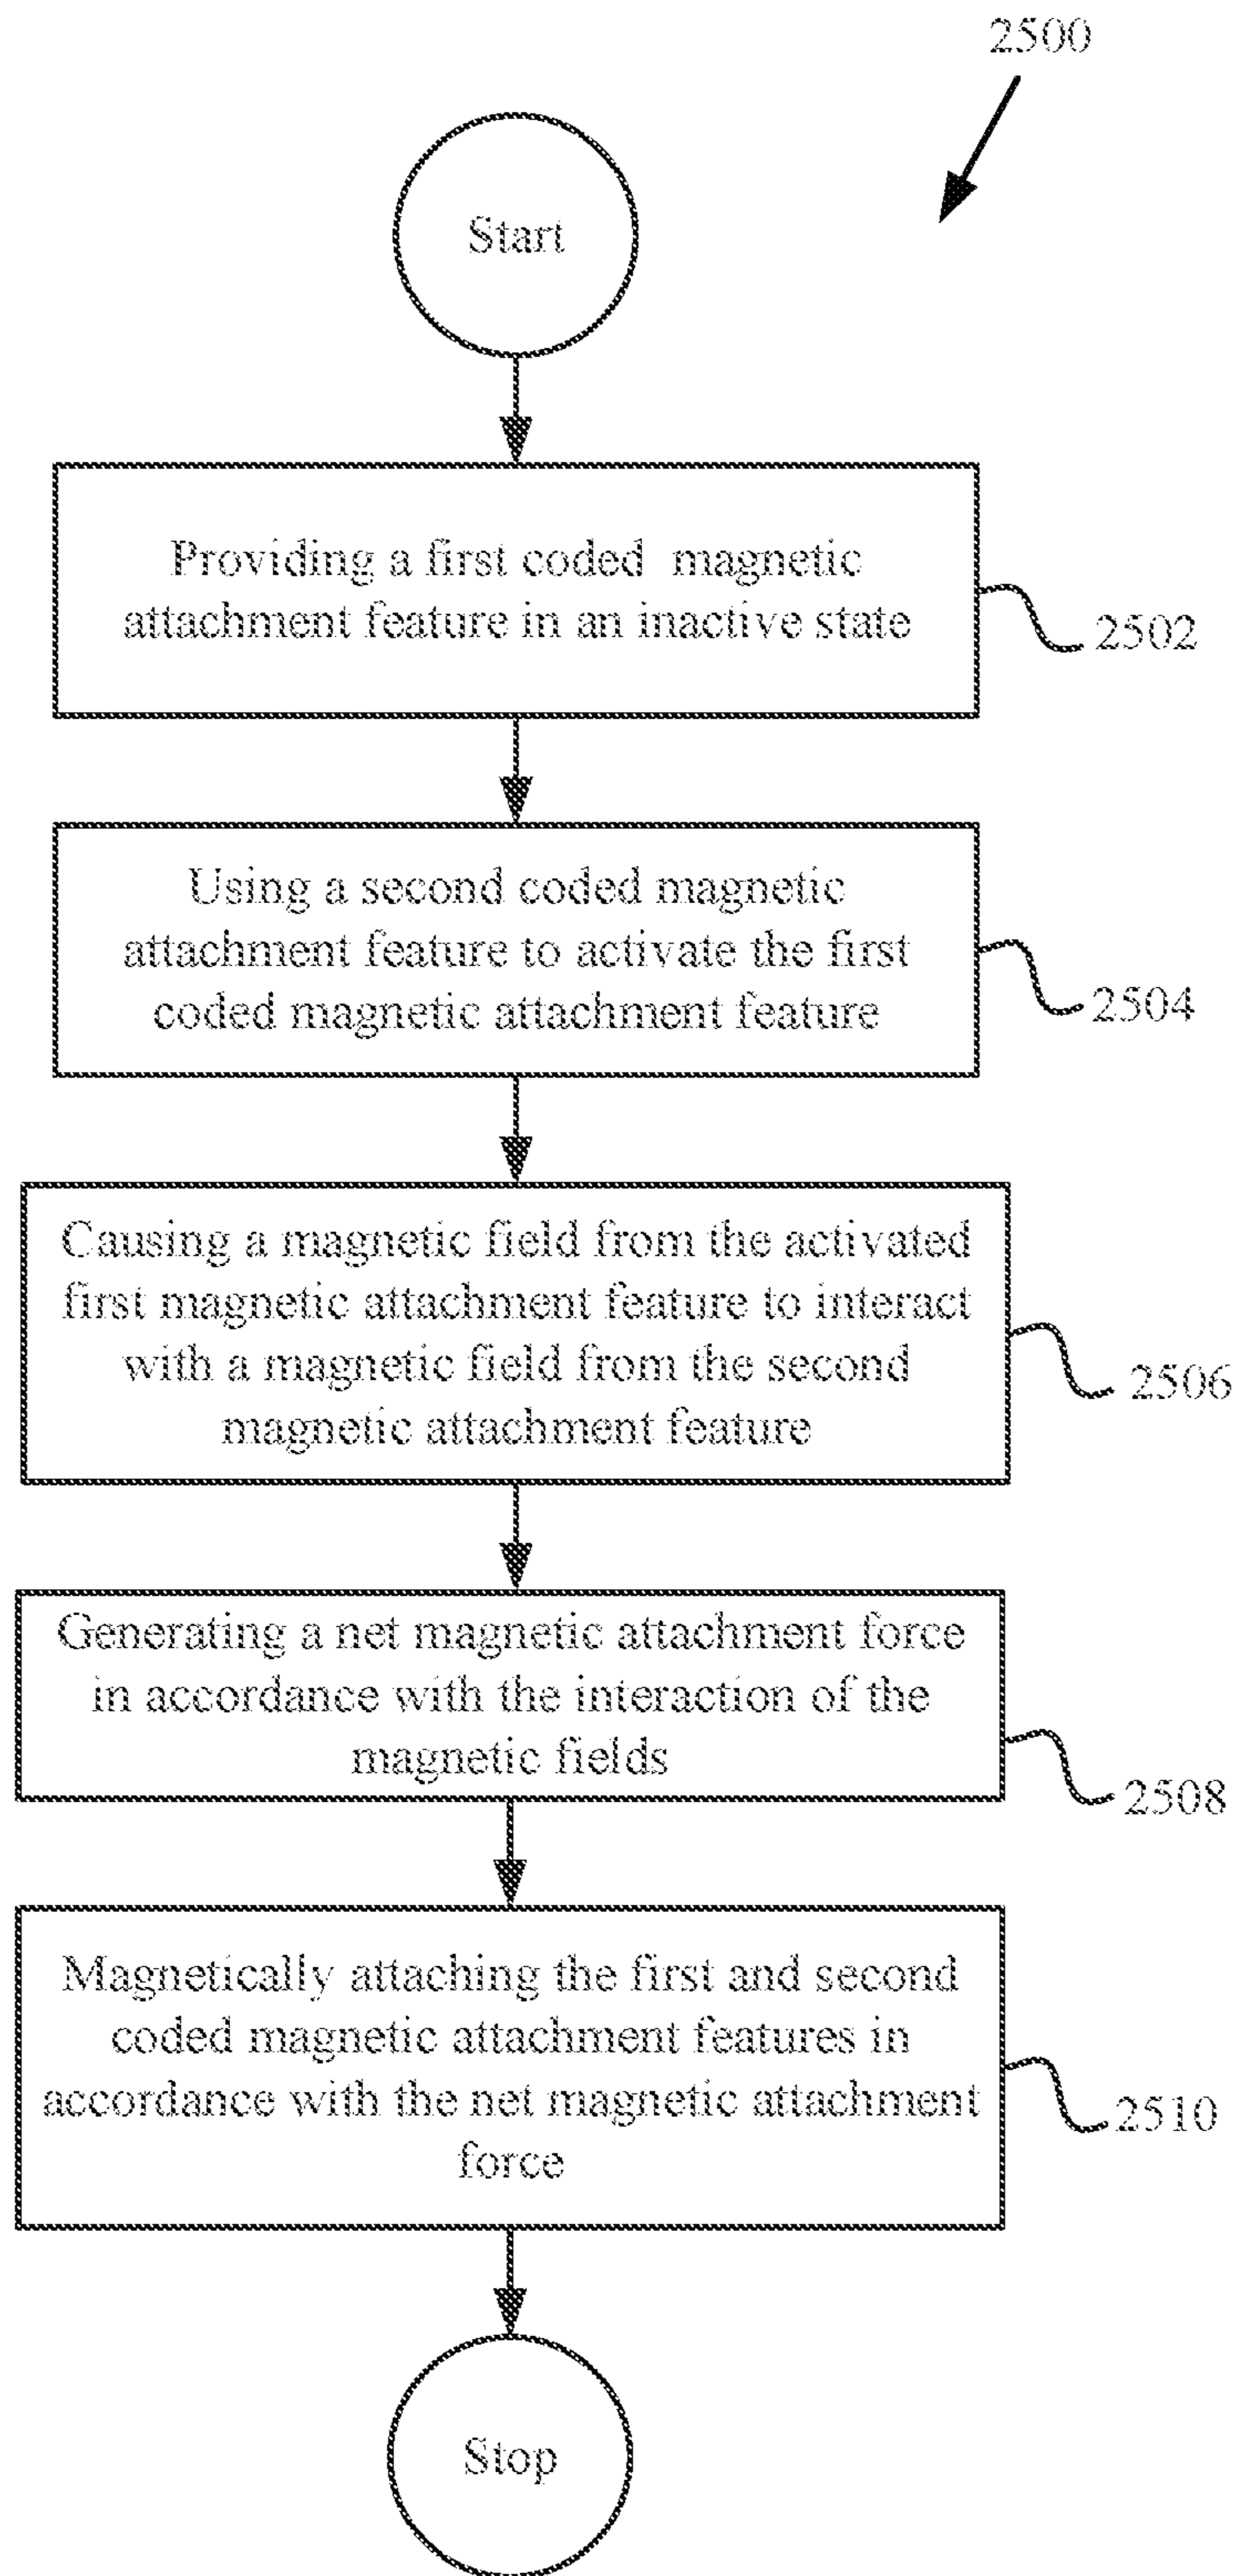 2500
Start
Providing a first coded magnetic
attachment feature in an inactive state
2502
Using a second coded magnetic
attachment feature to activate the first
coded magnetic attachment feature
2504
Causing a magnetic field from the activated
first magnetic attachment feature to interact
with a magnetic field from the second
magnetic attachment feature
2506
Generating a net magnetic attachment force
in accordance with the interaction of the
magnetic fields
2508
Magnetically attaching the first and second
coded magnetic attachment features in
accordance with the net magnetic attachment
force
2510
Stop